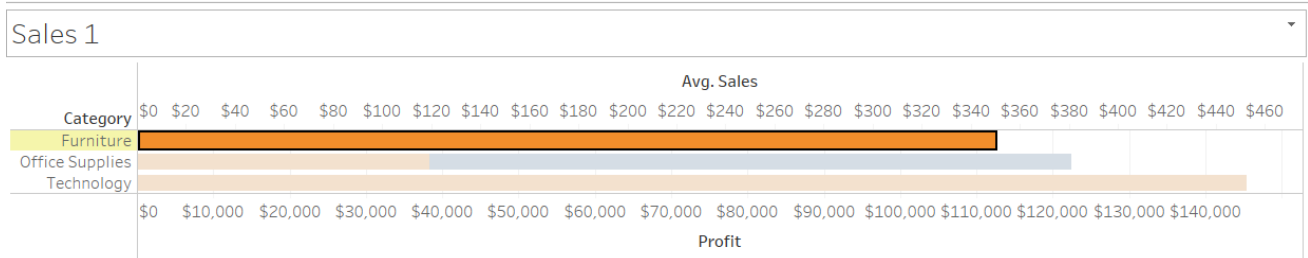 Sales 1
Avg. Sales
Category $0 $20 $40 $60 $80 $100 $120 $140 $160 $180 $200 $220 $240 $260 $280 $300 $320 $340 $360 $380 $400 $420 $440 $460
Furniture
Office Supplies
Technology
$0 $10,000 $20,000 $30,000 $40,000 $50,000 $60,000 $70,000 $80,000 $90,000 $100,000 $110,000 $120,000 $130,000 $140,000
Profit